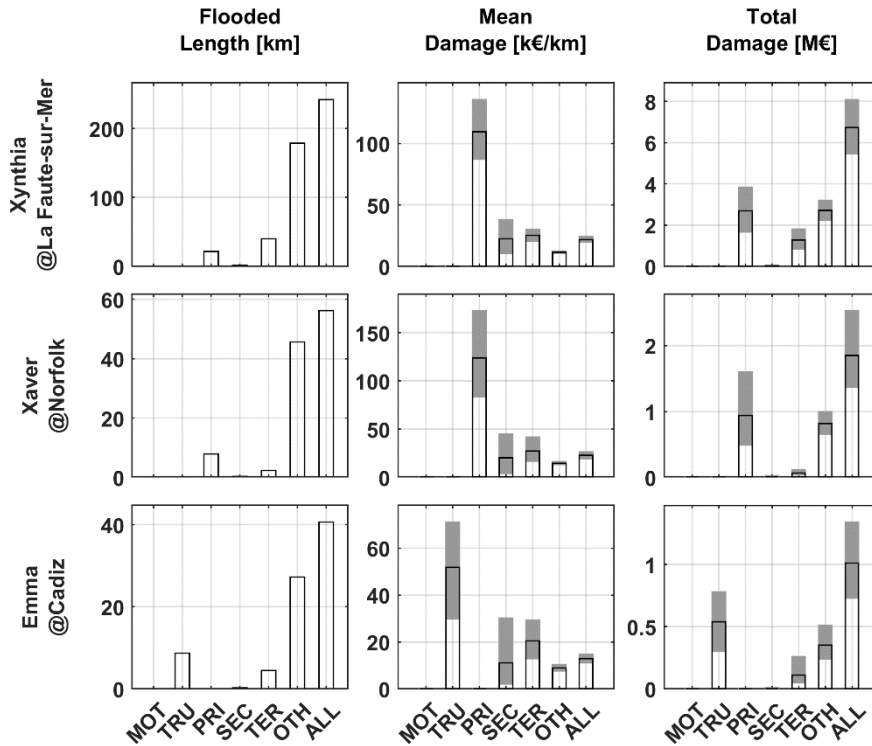 Flooded
Length [km]
Mean
Damage [k€/km]
Total
Damage [M€]
Xynthia
@La Faute-sur-Mer
200
100
0
100
50
0
8
6
4
2
0
Xaver
@Norfolk
60
40
20
0
150
100
50
0
2
1
0
Emma
@Cadiz
40
20
0
60
40
20
0
1
0.5
0
MOT TRU PRI SEC TER OTH ALL
MOT TRU PRI SEC TER OTH ALL
MOT TRU PRI SEC TER OTH ALL